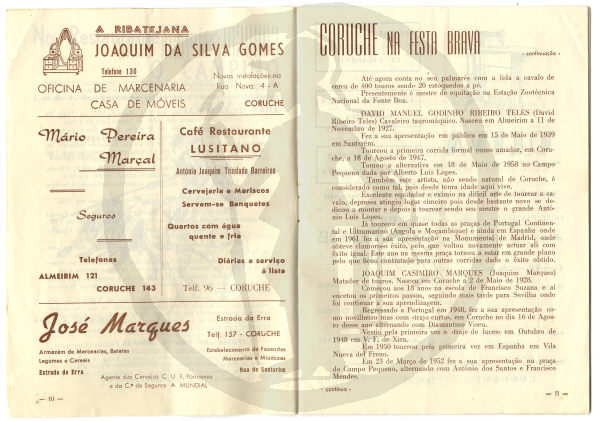 A RIBATEJANA
JOAQUIM DA SILVA GOMES
Telefone 130
Novas instalações na
Rua Nova, 4-A
OFICINA DE MARCENARIA
CASA DE MÓVEIS
CORUCHE
Mário Pereira
Marçal
Seguros
Telefones
ALMEIRIM 121
CORUCHE 143
Café Restaurante
LUSITANO
António Joaquim Trindade Barreiro
Cervejaria e Mariscos
Servem-se Banquetes
Quartos com água
quente e fria
Diárias e serviço
á lista
Telf. 96 — CORUCHE
José Marques
Estrada da Erra
Telf. 157 - CORUCHE
Armazém de Mercearias, Batatas
Legumes e Cereais
Estrada da Erra
Estabelecimento de Fazendas
Mercearias e Miudezas
Rua de Santarém
Agente das Cervejas C. U. F. Portuense
e da C.ª de Seguros A MUNDIAL
— 10 —
CORUCHE NA FESTA BRAVA
- continuação -
Até agora conta no seu palmarés com a lida a cavalo de
cerca de 400 touros sendo 20 estoqueados a pé.
Presentemente é mestre de equitação na Estação Zootécnica
Nacional da Fonte Boa.
DAVID MANUEL GODINHO RIBEIRO TELES (David
Ribeiro Teles) Cavaleiro tauromáquico. Nasceu em Almeirim a 11 de
Novembro de 1927.
Fez a sua apresentação em público em 15 de Maio de 1939
em Santarém.
Toureou a primeira corrida formal como amador, em Coru-
che, a 18 de Agosto de 1947.
Tomou a alternativa em 18 de Maio de 1958 no Campo
Pequeno dada por Alberto Luís Lopes.
Também este artista, não sendo natural de Coruche, é
considerado como tal, pois desde tenra idade aqui vive.
Excelente equitador e exímio na difícil arte de tourear a ca-
valo, depressa atingiu lugar cimeiro pois desde bastante novo se de-
dicou a montar e depois a tourear sendo seu mestre o grande Antó-
nio Luís Lopes.
Já toureou em quase todas as praças de Portugal Continen-
tal e Ultramarino (Angola e Moçambique) e ainda em Espanha onde
em 1961 fez a sua apresentação na Monumental de Madrid, onde
obteve clamoroso êxito, pelo que voltou novamente actuar ali com
êxito igual. Este ano na mesma praça tornou a estar em grande plano
pelo que ficou contratado para outras corridas dado o êxito obtido.
JOAQUIM CASIMIRO MARQUES (Joaquim Marques)
Matador de touros. Nasceu em Coruche a 2 de Maio de 1928.
Começou aos 18 anos na escola de Francisco Suzana e aí
encetou os primeiros passos, seguindo mais tarde para Sevilha onde
foi continuar a sua aprendizagem.
Regressado a Portugal em 1948, fez a sua apresentação co-
mo novilheiro mas com «trajo curto», em Coruche no dia 16 de Agos-
to desse ano alternando com Diamantino Viseu.
Vestiu pela primeira vez o «traje de luces» em Outubro de
1948 em V. F. de Xira.
Em 1950 toureou pela primeira vez em Espanha em Vila
Nueva del Freno.
Em 23 de Março de 1952 fez a sua apresentação na praça
do Campo Pequeno, alternando com António dos Santos e Francisco
Mendes.
- continua -
— 11 —